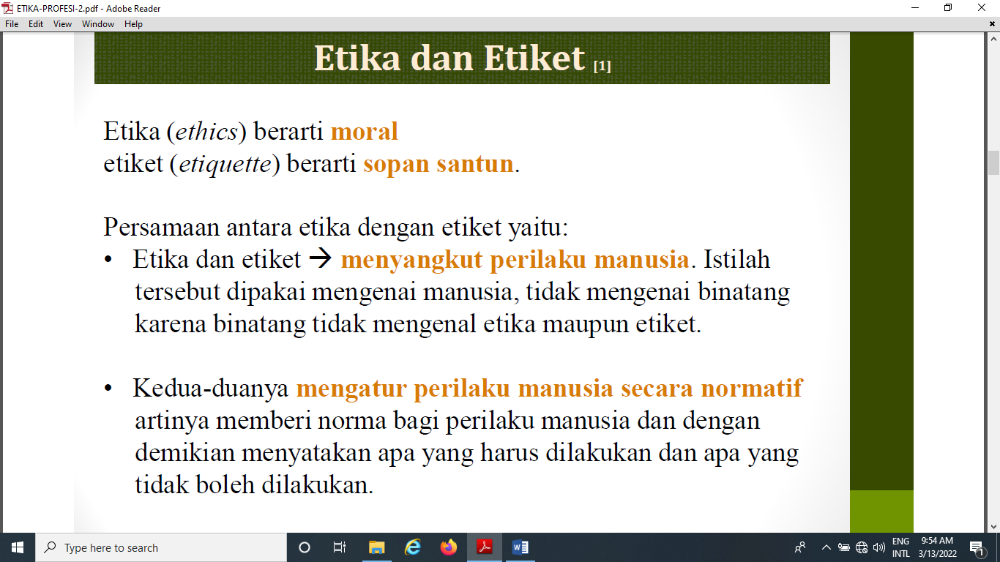 ETIKA-PROFESI-2.pdf - Adobe Reader
File Edit View Window Help
Etika dan Etiket [1]
Etika (ethics) berarti moral
etiket (etiquette) berarti sopan santun.
Persamaan antara etika dengan etiket yaitu:
• Etika dan etiket → menyangkut perilaku manusia. Istilah
tersebut dipakai mengenai manusia, tidak mengenai binatang
karena binatang tidak mengenal etika maupun etiket.
• Kedua-duanya mengatur perilaku manusia secara normatif
artinya memberi norma bagi perilaku manusia dan dengan
demikian menyatakan apa yang harus dilakukan dan apa yang
tidak boleh dilakukan.
Type here to search
ENG
INTL
9:54 AM
3/13/2022
1